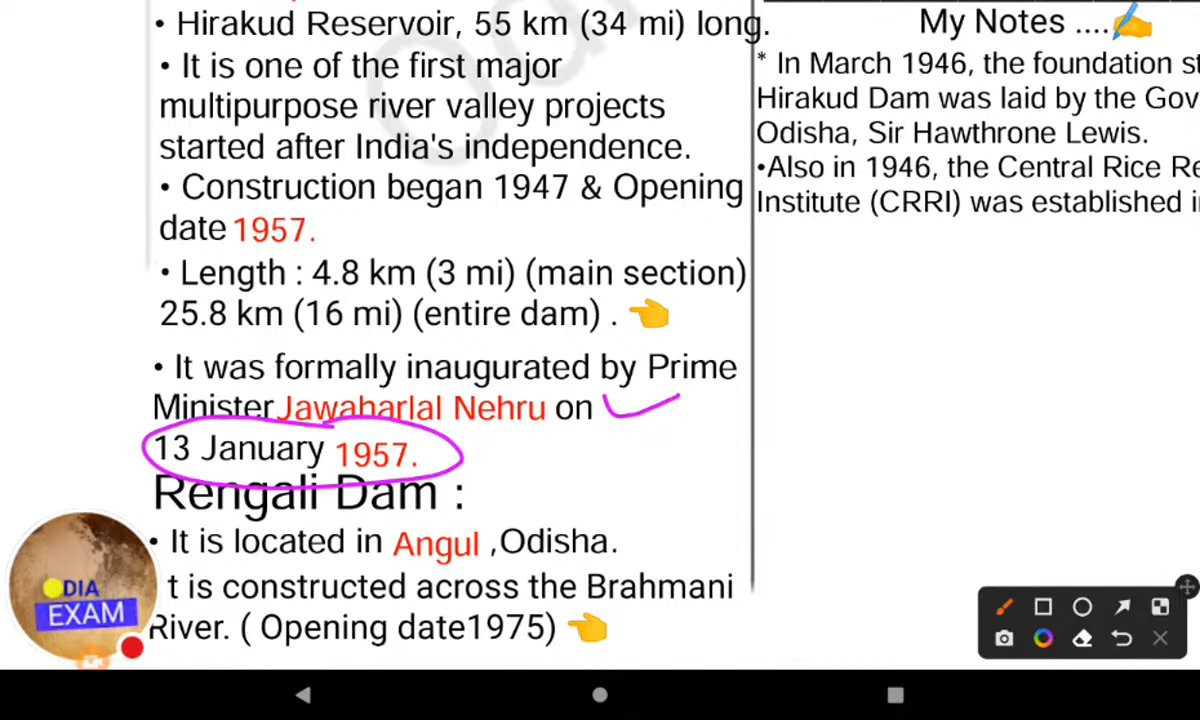 • Hirakud Reservoir, 55 km (34 mi) long.
• It is one of the first major
multipurpose river valley projects
started after India's independence.
• Construction began 1947 & Opening
date 1957.
• Length : 4.8 km (3 mi) (main section)
25.8 km (16 mi) (entire dam) .
• It was formally inaugurated by Prime
Minister Jawaharlal Nehru on
13 January 1957.
Rengali Dam :
• It is located in Angul ,Odisha.
t is constructed across the Brahmani
River. ( Opening date1975)
My Notes ....
* In March 1946, the foundation st
Hirakud Dam was laid by the Gov
Odisha, Sir Hawthrone Lewis.
•Also in 1946, the Central Rice Re
Institute (CRRI) was established i
DIA
EXAM